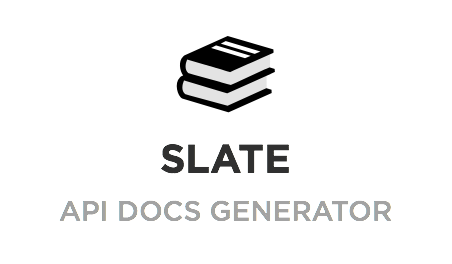 SLATE
API DOCS GENERATOR